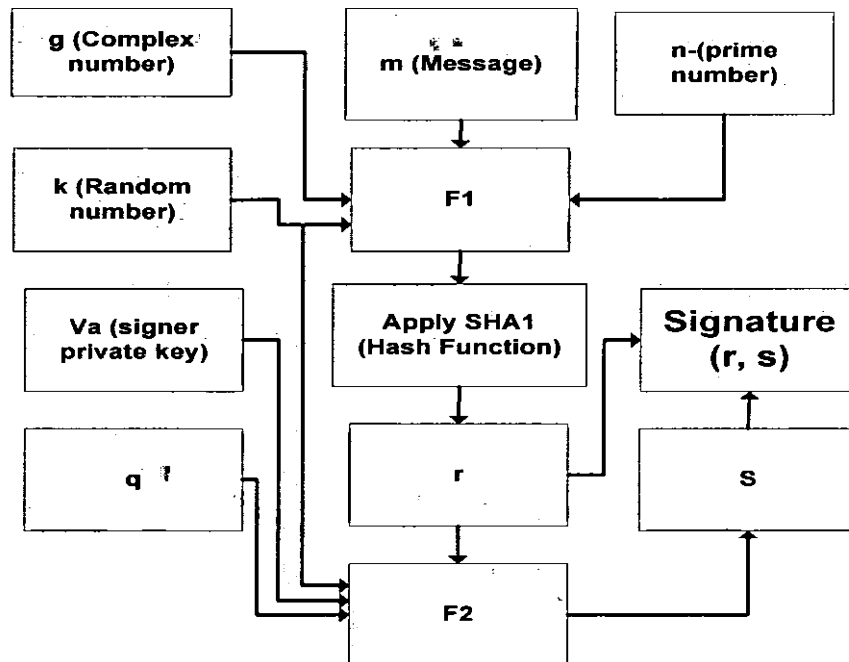 g (Complex
number)
m (Message)
n-(prime
number)
k (Random
number)
F1
Va (signer
private key)
Apply SHA1
(Hash Function)
Signature
(r, s)
q
r
S
F2